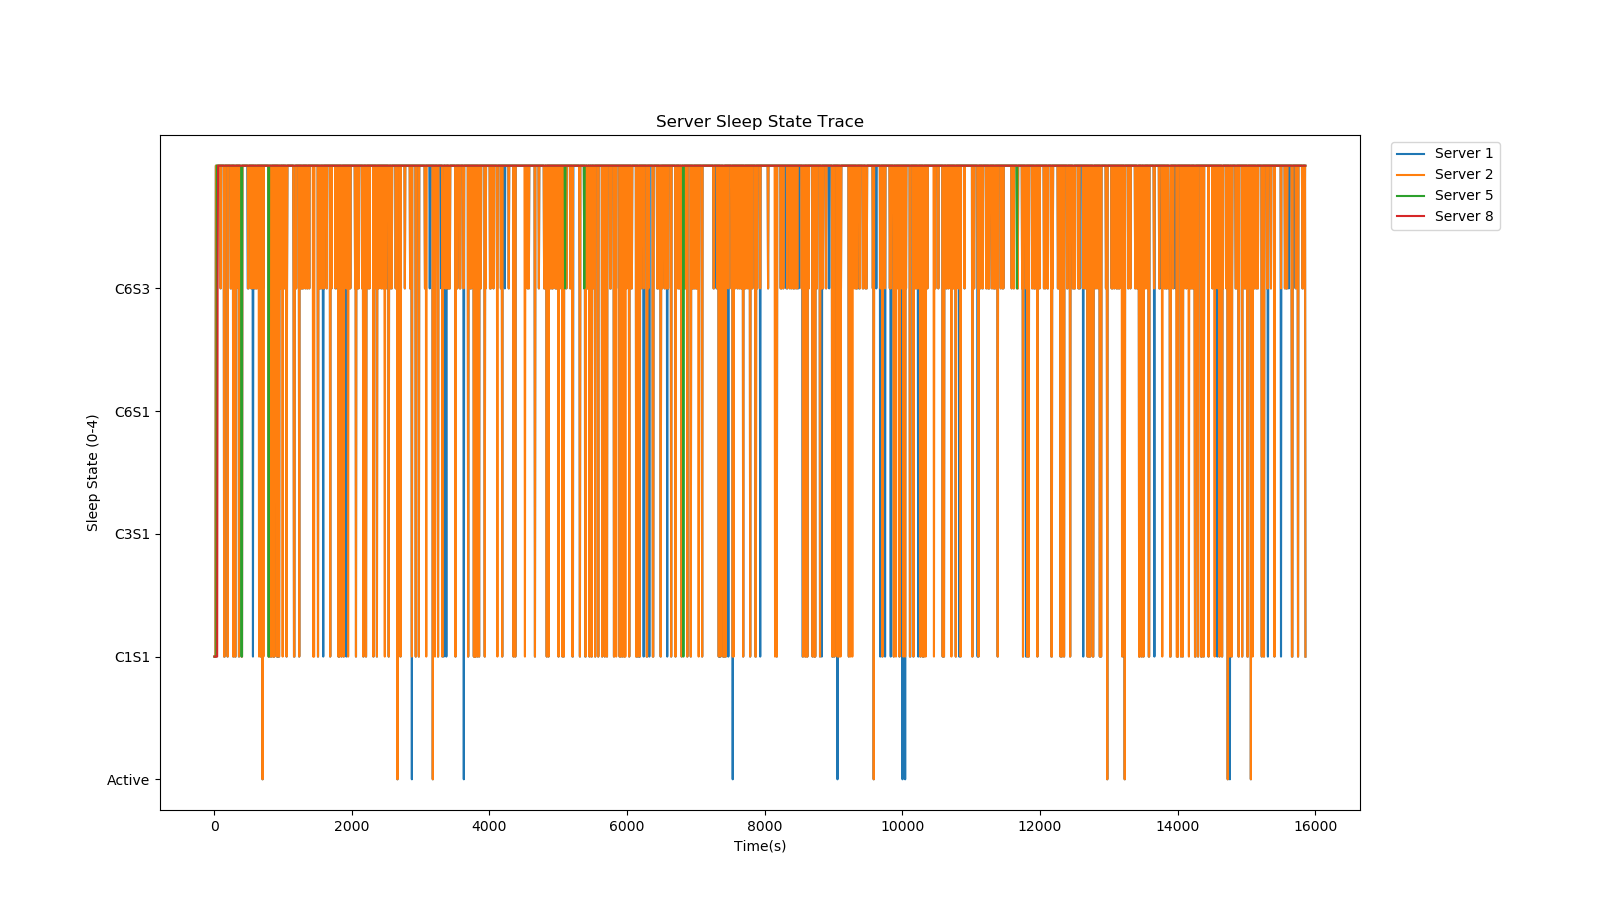 Server Sleep State Trace
Server 1
Server 2
Server 5
Server 8
Sleep State (0-4)
C6S3
C6S1
C3S1
C1S1
Active
0 2000 4000 6000 8000 10000 12000 14000 16000
Time(s)